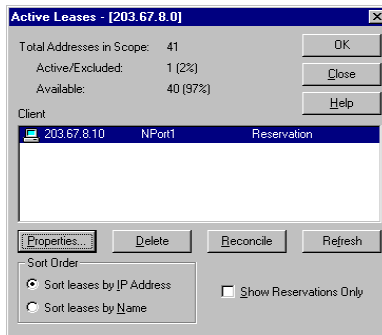 Active Leases - [203.67.8.0]
Total Addresses in Scope: 41
Active/Excluded: 1 (2%)
Available: 40 (97%)
OK
Close
Help
Client
203.67.8.10 NPort1 Reservation
Properties... Delete Reconcile Refresh
Sort Order
Sort leases by IP Address
Sort leases by Name
Show Reservations Only